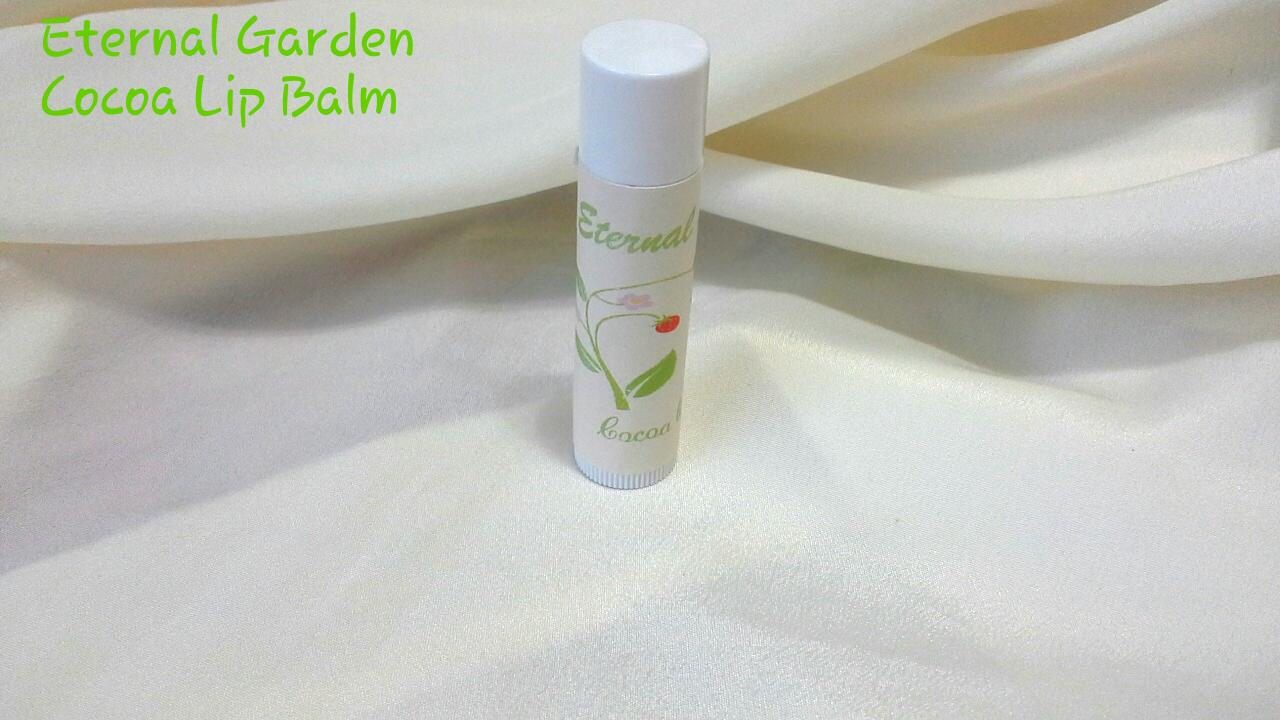 Eternal Garden
Cocoa Lip Balm
Eternal
Cocoa